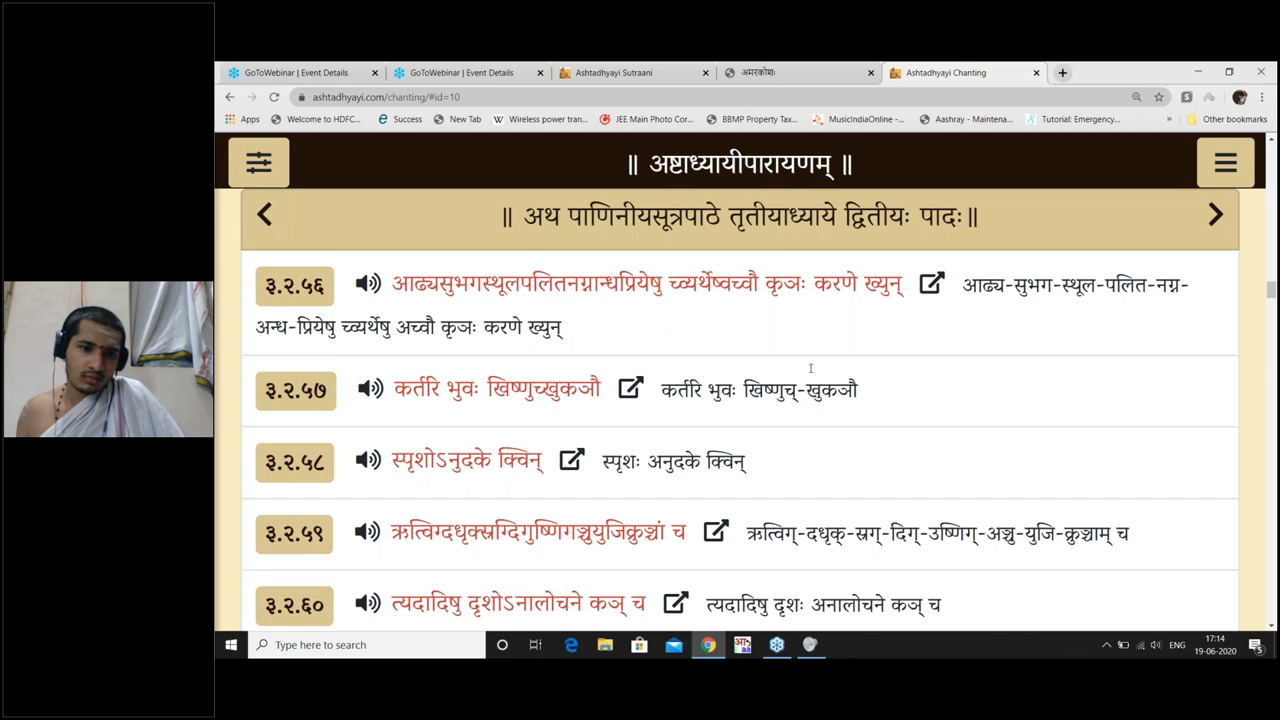 GoToWebinar | Event Details
GoToWebinar | Event Details
Ashtadhyayi Sutraani
अमरकोशः
Ashtadhyayi Chanting
ashtadhyayi.com/chanting/#id=10
Apps Welcome to HDFC... Success New Tab Wireless power tran... JEE Main Photo Cor... BBMP Property Tax... MusicIndiaOnline -... Aashray - Maintena... Tutorial: Emergency... » Other bookmarks
॥ अष्टाध्यायीपारायणम् ॥
॥ अथ पाणिनीयसूत्रपाठे तृतीयाध्याये द्वितीयः पादः॥
३.२.५६ आढ्यसुभगस्थूलपलितनग्नान्धप्रियेषु च्व्यर्थेष्वच्वौ कृञः करणे ख्युन् आढ्य-सुभग-स्थूल-पलित-नग्न-
अन्ध-प्रियेषु च्व्यर्थेषु अच्वौ कृञः करणे ख्युन्
३.२.५७ कर्तरि भुवः खिष्णुच्खुकञौ कर्तरि भुवः खिष्णुच्-खुकञौ
३.२.५८ स्पृशोऽनुदके क्विन् स्पृशः अनुदके क्विन्
३.२.५९ ऋत्विग्दधृक्स्रग्दिगुष्णिगञ्चुयुजिक्रुञ्चां च ऋत्विग्-दधृक्-स्रग्-दिग्-उष्णिग्-अञ्चु-युजि-क्रुञ्चाम् च
३.२.६० त्यदादिषु दृशोऽनालोचने कञ् च त्यदादिषु दृशः अनालोचने कञ् च
Type here to search
ENG
17:14
19-06-2020
5